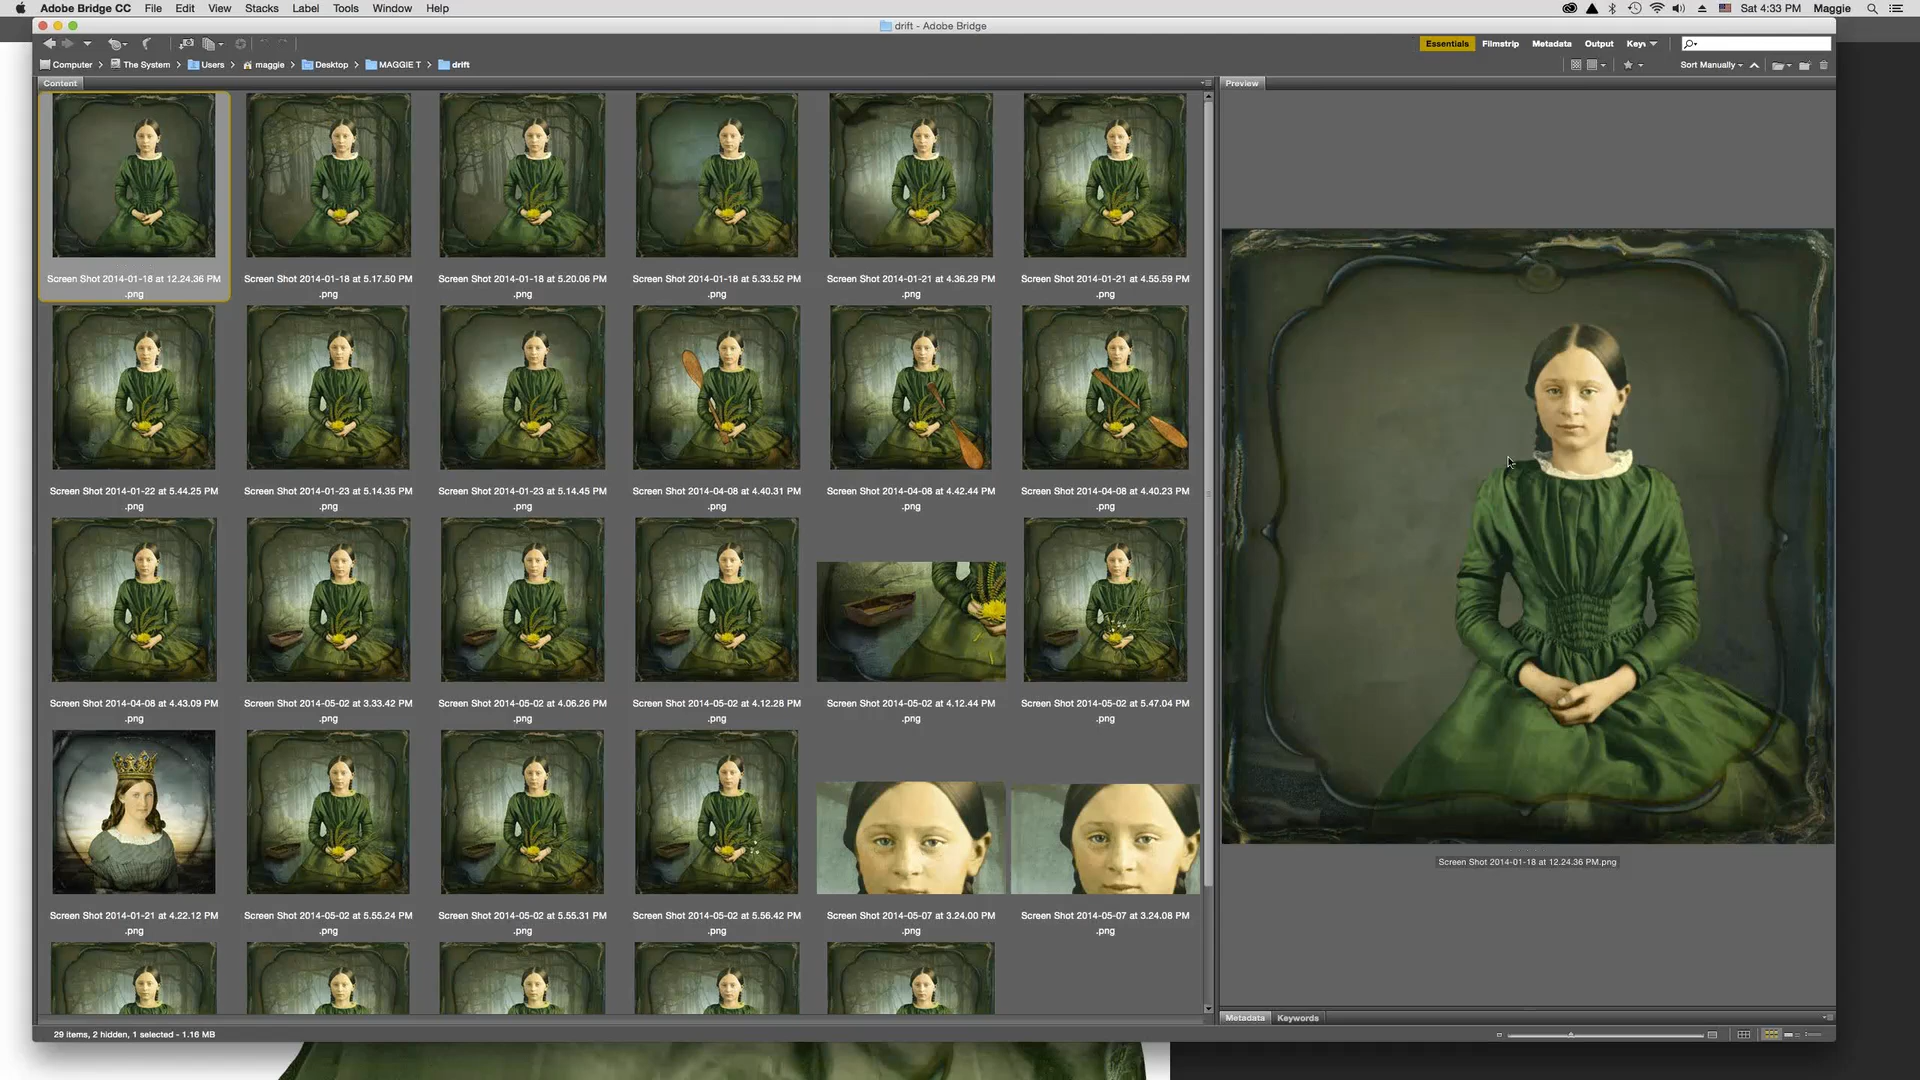 Adobe Bridge CC File Edit View Stacks Label Tools Window Help
Sat 4:33 PM Maggie
drift - Adobe Bridge
Essentials Filmstrip Metadata Output
Computer The System Users maggie Desktop MAGGIE T drift
Sort Manually
Content
Preview
Screen Shot 2014-01-18 at 12.24.36 PM
.png
Screen Shot 2014-01-18 at 5.17.50 PM
.png
Screen Shot 2014-01-18 at 5.20.06 PM
.png
Screen Shot 2014-01-18 at 5.33.52 PM
.png
Screen Shot 2014-01-21 at 4.36.29 PM
.png
Screen Shot 2014-01-21 at 4.55.59 PM
.png
Screen Shot 2014-01-22 at 5.44.25 PM
.png
Screen Shot 2014-01-23 at 5.14.35 PM
.png
Screen Shot 2014-01-23 at 5.14.45 PM
.png
Screen Shot 2014-04-08 at 4.40.31 PM
.png
Screen Shot 2014-04-08 at 4.42.44 PM
.png
Screen Shot 2014-04-08 at 4.40.23 PM
.png
Screen Shot 2014-04-08 at 4.43.09 PM
.png
Screen Shot 2014-05-02 at 3.33.42 PM
.png
Screen Shot 2014-05-02 at 4.06.26 PM
.png
Screen Shot 2014-05-02 at 4.12.28 PM
.png
Screen Shot 2014-05-02 at 4.12.44 PM
.png
Screen Shot 2014-05-02 at 5.47.04 PM
.png
Screen Shot 2014-01-21 at 4.22.12 PM
.png
Screen Shot 2014-05-02 at 5.55.24 PM
.png
Screen Shot 2014-05-02 at 5.55.31 PM
.png
Screen Shot 2014-05-02 at 5.56.42 PM
.png
Screen Shot 2014-05-07 at 3.24.00 PM
.png
Screen Shot 2014-05-07 at 3.24.08 PM
.png
Screen Shot 2014-01-18 at 12.24.36 PM.png
Metadata Keywords
29 items, 2 hidden, 1 selected - 1.16 MB